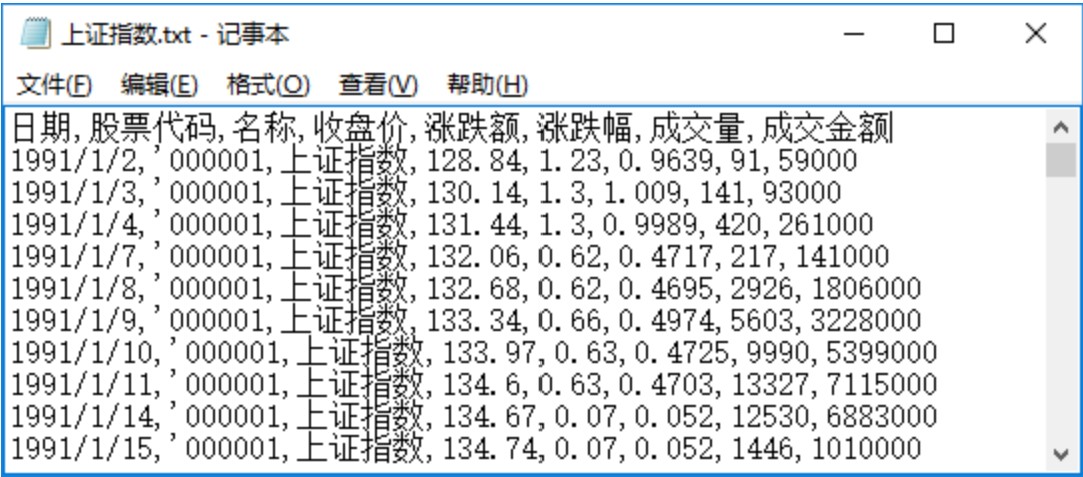 上证指数.txt - 记事本
文件(F) 编辑(E) 格式(O) 查看(V) 帮助(H)
日期,股票代码,名称,收盘价,涨跌额,涨跌幅,成交量,成交金额
1991/1/2,'000001,上证指数,128.84,1.23,0.9639,91,59000
1991/1/3,'000001,上证指数,130.14,1.3,1.009,141,93000
1991/1/4,'000001,上证指数,131.44,1.3,0.9989,420,261000
1991/1/7,'000001,上证指数,132.06,0.62,0.4717,217,141000
1991/1/8,'000001,上证指数,132.68,0.62,0.4695,2926,1806000
1991/1/9,'000001,上证指数,133.34,0.66,0.4974,5603,3228000
1991/1/10,'000001,上证指数,133.97,0.63,0.4725,9990,5399000
1991/1/11,'000001,上证指数,134.6,0.63,0.4703,13327,7115000
1991/1/14,'000001,上证指数,134.67,0.07,0.052,12530,6883000
1991/1/15,'000001,上证指数,134.74,0.07,0.052,1446,1010000